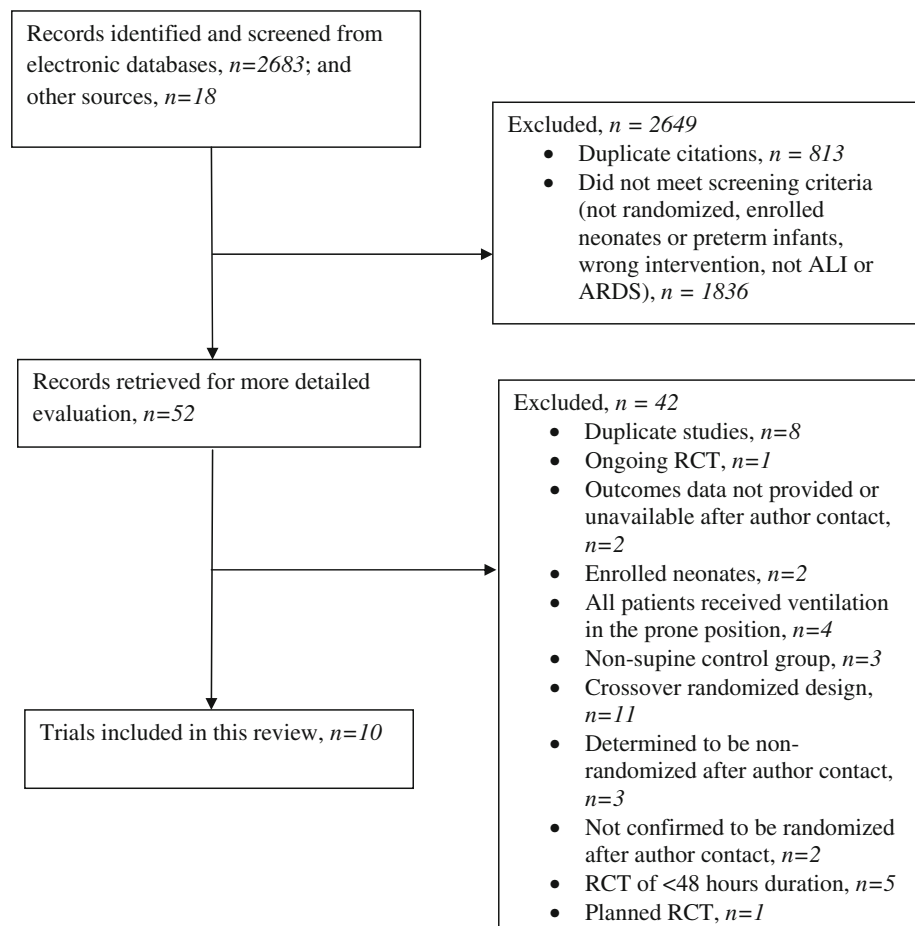 Records identified and screened from
electronic databases, n=2683; and
other sources, n=18
Excluded, n = 2649
• Duplicate citations, n = 813
• Did not meet screening criteria
(not randomized, enrolled
neonates or preterm infants,
wrong intervention, not ALI or
ARDS), n = 1836
Records retrieved for more detailed
evaluation, n=52
Excluded, n = 42
• Duplicate studies, n=8
• Ongoing RCT, n=1
• Outcomes data not provided or
unavailable after author contact,
n=2
• Enrolled neonates, n=2
• All patients received ventilation
in the prone position, n=4
• Non-supine control group, n=3
• Crossover randomized design,
n=11
• Determined to be non-
randomized after author contact,
n=3
• Not confirmed to be randomized
after author contact, n=2
• RCT of <48 hours duration, n=5
• Planned RCT, n=1
Trials included in this review, n=10